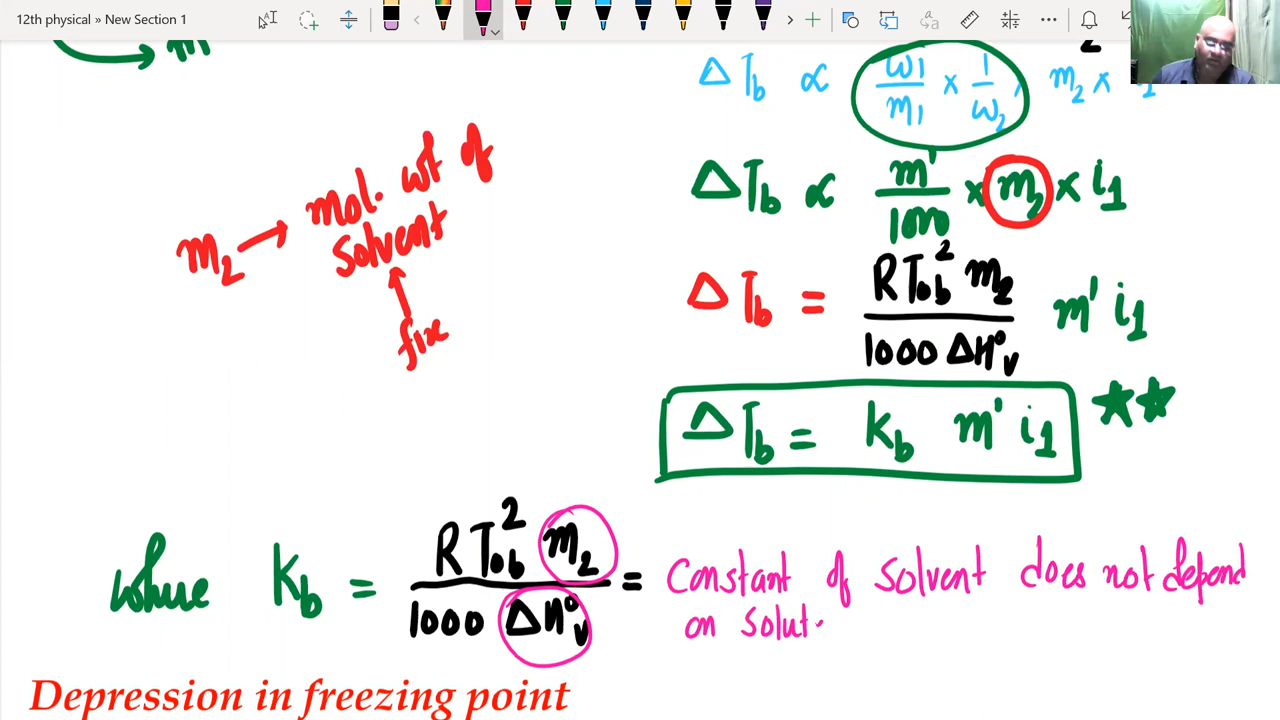 12th physical » New Section 1
m
ΔTb ∝ w1/m1 × 1/w2 × m2 ×
ΔTb ∝ m'/1000 × m2 × i1
m2 → mol. wt of
solvent
fix
ΔTb = RTob² m2 / 1000 ΔH°v m' i1
ΔTb = Kb m' i1 ★★
where Kb = RTob² m2 / 1000 ΔH°v = Constant of solvent does not depend
on solut.
Depression in freezing point